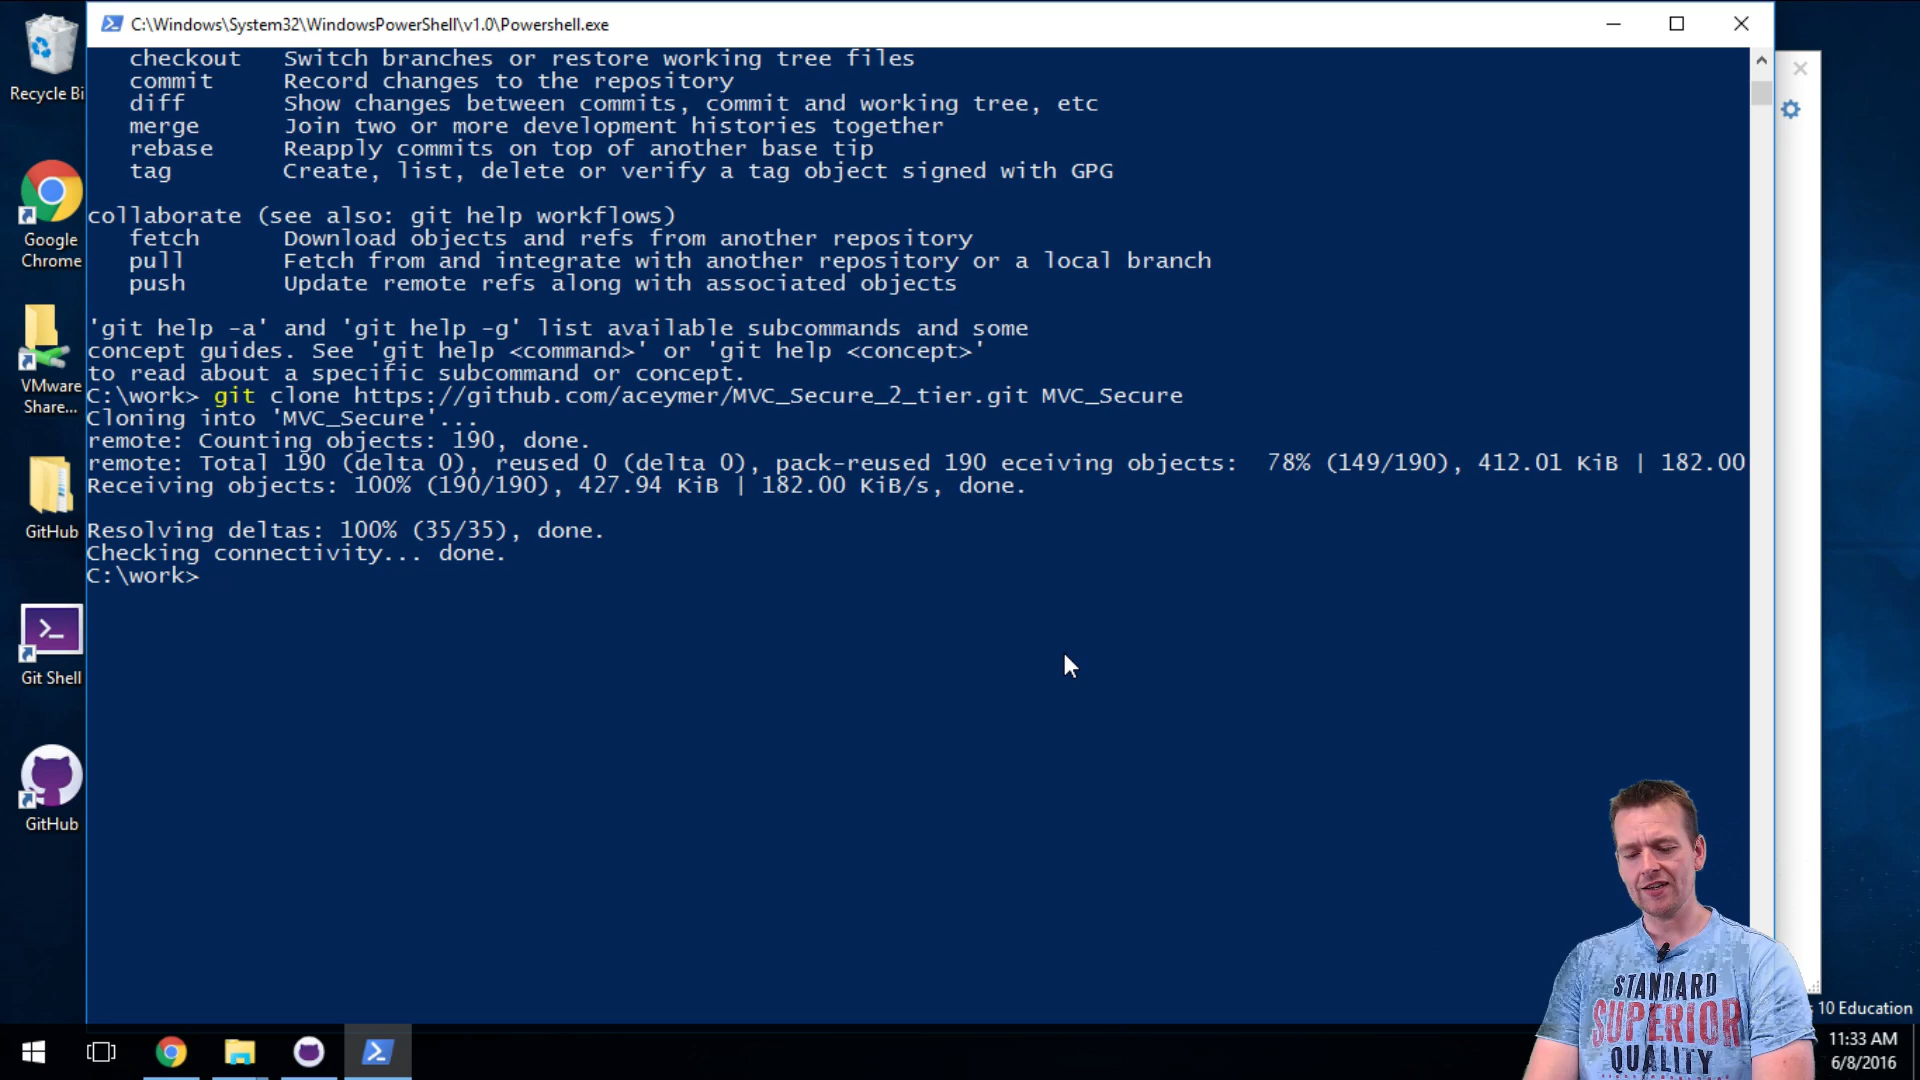 C:\Windows\System32\WindowsPowerShell\v1.0\Powershell.exe
checkout Switch branches or restore working tree files
commit Record changes to the repository
diff Show changes between commits, commit and working tree, etc
merge Join two or more development histories together
rebase Reapply commits on top of another base tip
tag Create, list, delete or verify a tag object signed with GPG
collaborate (see also: git help workflows)
fetch Download objects and refs from another repository
pull Fetch from and integrate with another repository or a local branch
push Update remote refs along with associated objects
'git help -a' and 'git help -g' list available subcommands and some
concept guides. See 'git help <command>' or 'git help <concept>'
to read about a specific subcommand or concept.
C:\work> git clone https://github.com/aceymer/MVC_Secure_2_tier.git MVC_Secure
Cloning into 'MVC_Secure'...
remote: Counting objects: 190, done.
remote: Total 190 (delta 0), reused 0 (delta 0), pack-reused 190 eceiving objects: 78% (149/190), 412.01 KiB | 182.00
Receiving objects: 100% (190/190), 427.94 KiB | 182.00 KiB/s, done.
Resolving deltas: 100% (35/35), done.
Checking connectivity... done.
C:\work>
Recycle Bi
Google
Chrome
VMware
Share...
GitHub
Git Shell
GitHub
STANDARD
SUPERIOR
QUALITY
10 Education
11:33 AM
6/8/2016